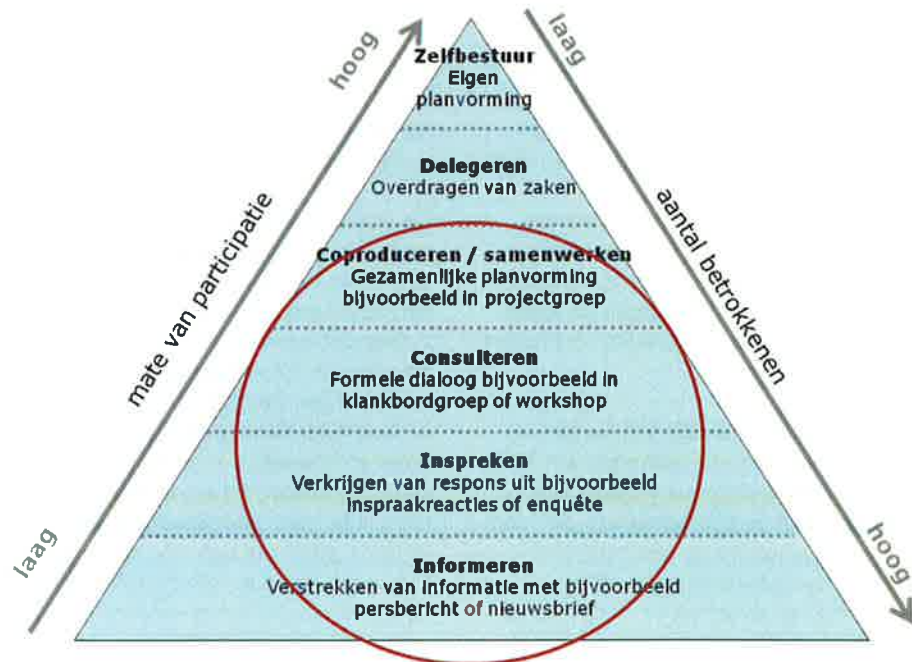 hoog
laag
Zelfbestuur
Eigen
planvorming
Delegeren
Overdragen van zaken
mate van participatie
aantal betrokkenen
Coproduceren / samenwerken
Gezamenlijke planvorming
bijvoorbeeld in projectgroep
Consulteren
Formele dialoog bijvoorbeeld in
klankbordgroep of workshop
Inspreken
Verkrijgen van respons uit bijvoorbeeld
inspraakreacties of enquête
laag
hoog
Informeren
Verstrekken van informatie met bijvoorbeeld
persbericht of nieuwsbrief